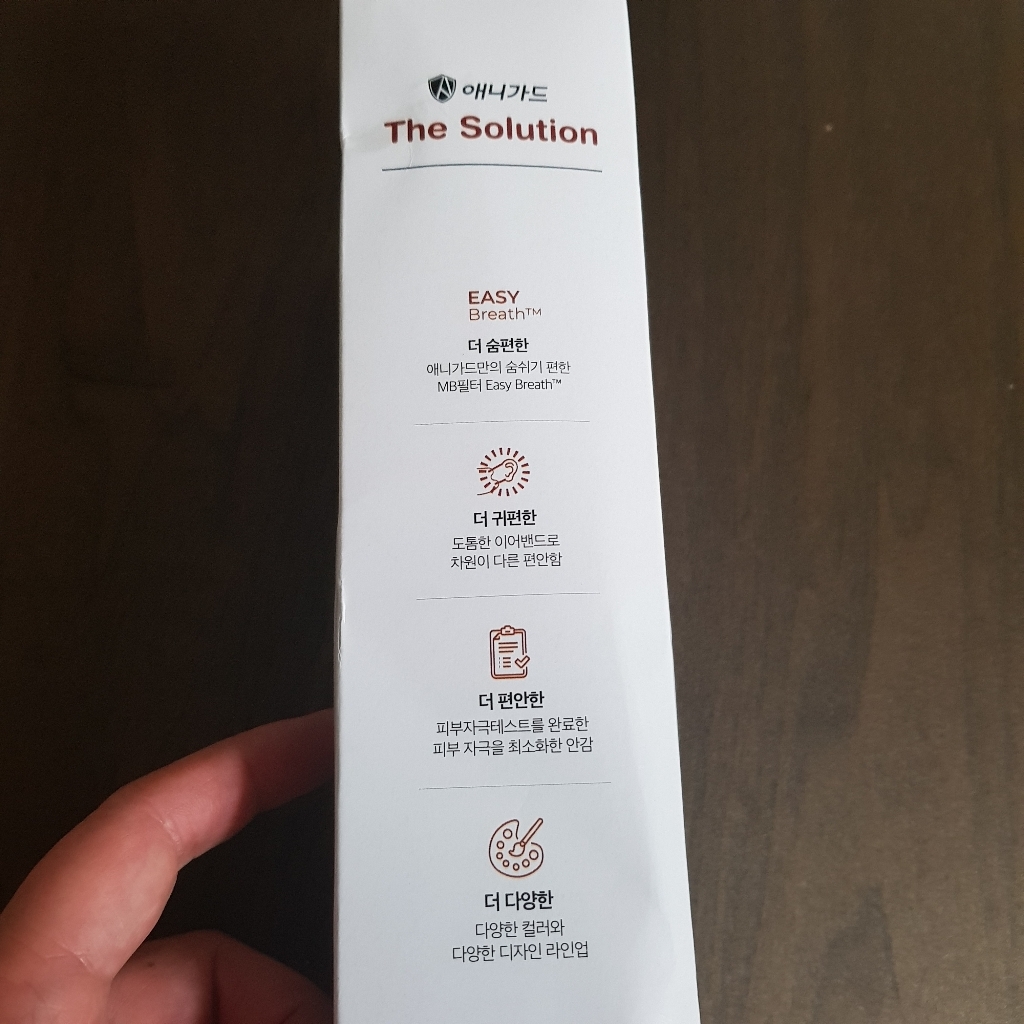 애니가드
The Solution
EASY
Breath™
더 숨편한
애니가드만의 숨쉬기 편한
MB필터 Easy Breath™
더 귀편한
도톰한 이어밴드로
차원이 다른 편안함
더 편안한
피부자극테스트를 완료한
피부 자극을 최소화한 안감
더 다양한
다양한 컬러와
다양한 디자인 라인업